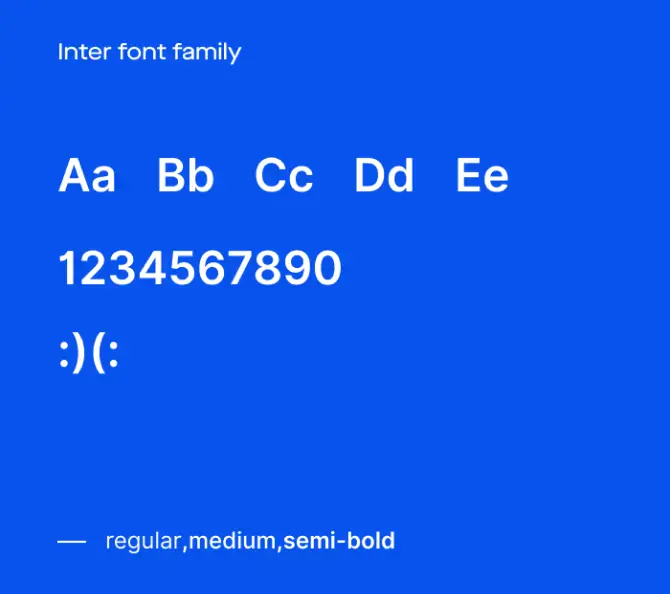 Inter font family
Aa Bb Cc Dd Ee
1234567890
:)(:
— regular,medium,semi-bold